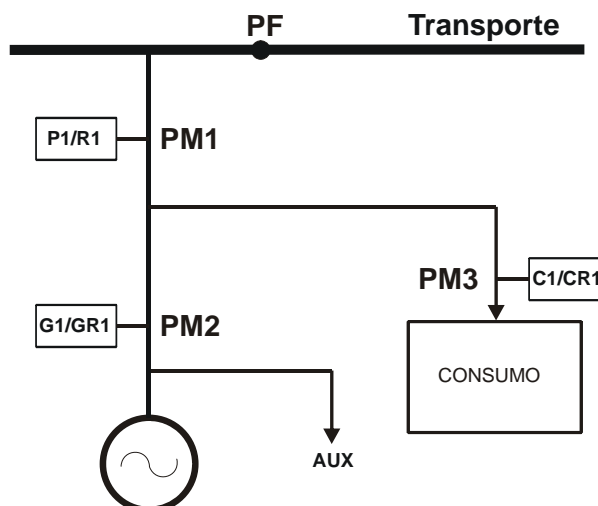 PF
Transporte
P1/R1
PM1
PM3
C1/CR1
G1/GR1
PM2
CONSUMO
AUX